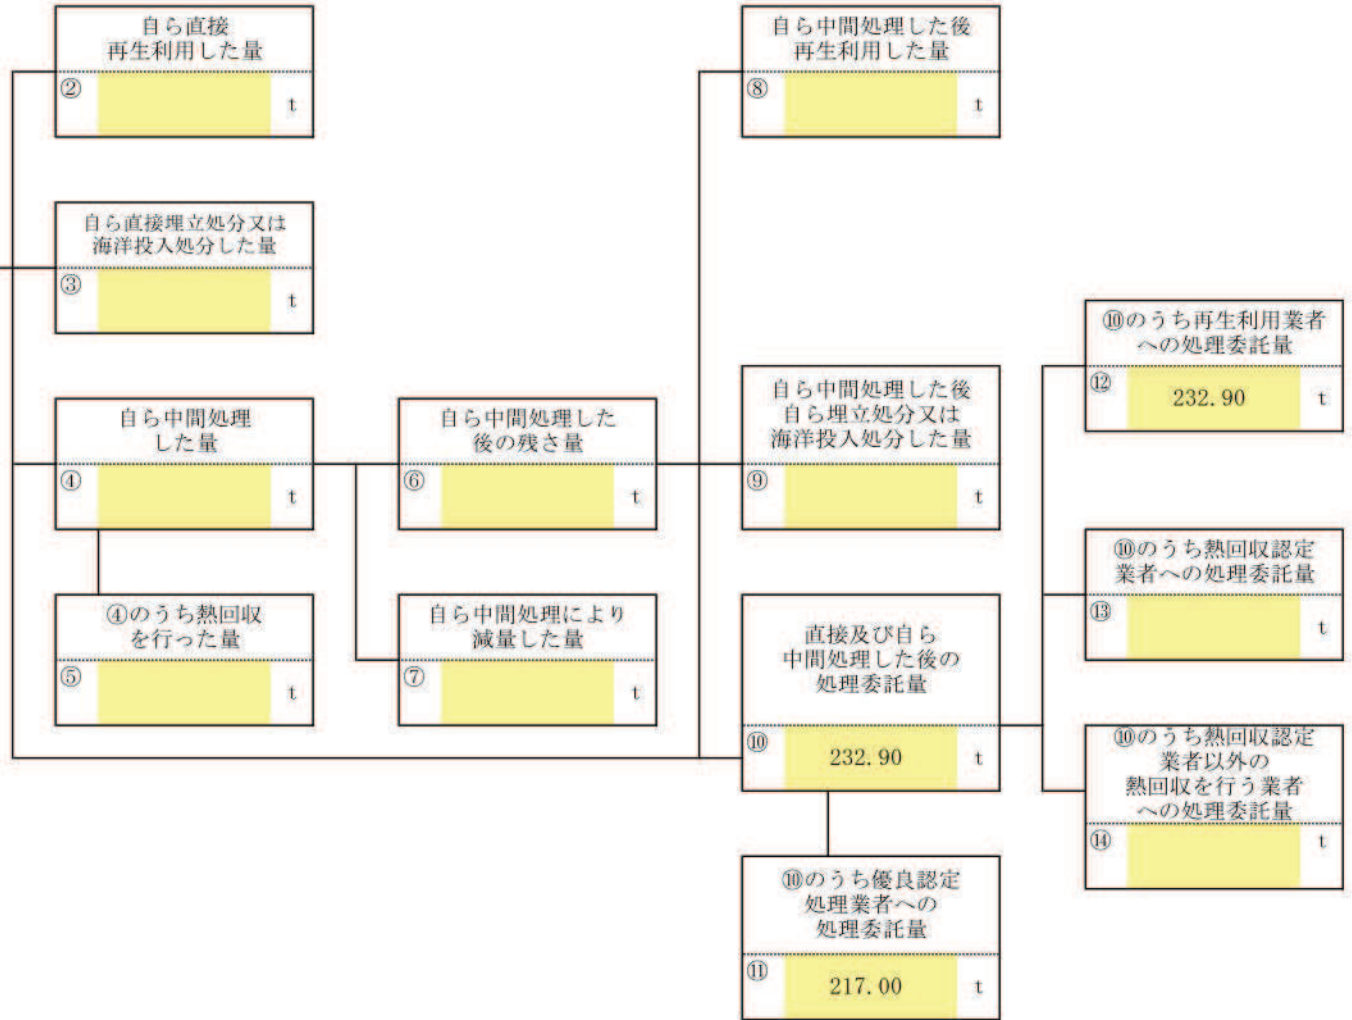 自ら直接
再生利用した量
②
t
自ら中間処理した後
再生利用した量
⑧
t
自ら直接埋立処分又は
海洋投入処分した量
③
t
⑩のうち再生利用業者
への処理委託量
⑫
232.90
t
自ら中間処理
した量
④
t
自ら中間処理した
後の残さ量
⑥
t
自ら中間処理した後
自ら埋立処分又は
海洋投入処分した量
⑨
t
⑩のうち熱回収認定
業者への処理委託量
⑬
t
④のうち熱回収
を行った量
⑤
t
自ら中間処理により
減量した量
⑦
t
直接及び自ら
中間処理した後の
処理委託量
⑩
232.90
t
⑩のうち熱回収認定
業者以外の
熱回収を行う業者
への処理委託量
⑭
t
⑩のうち優良認定
処理業者への
処理委託量
⑪
217.00
t